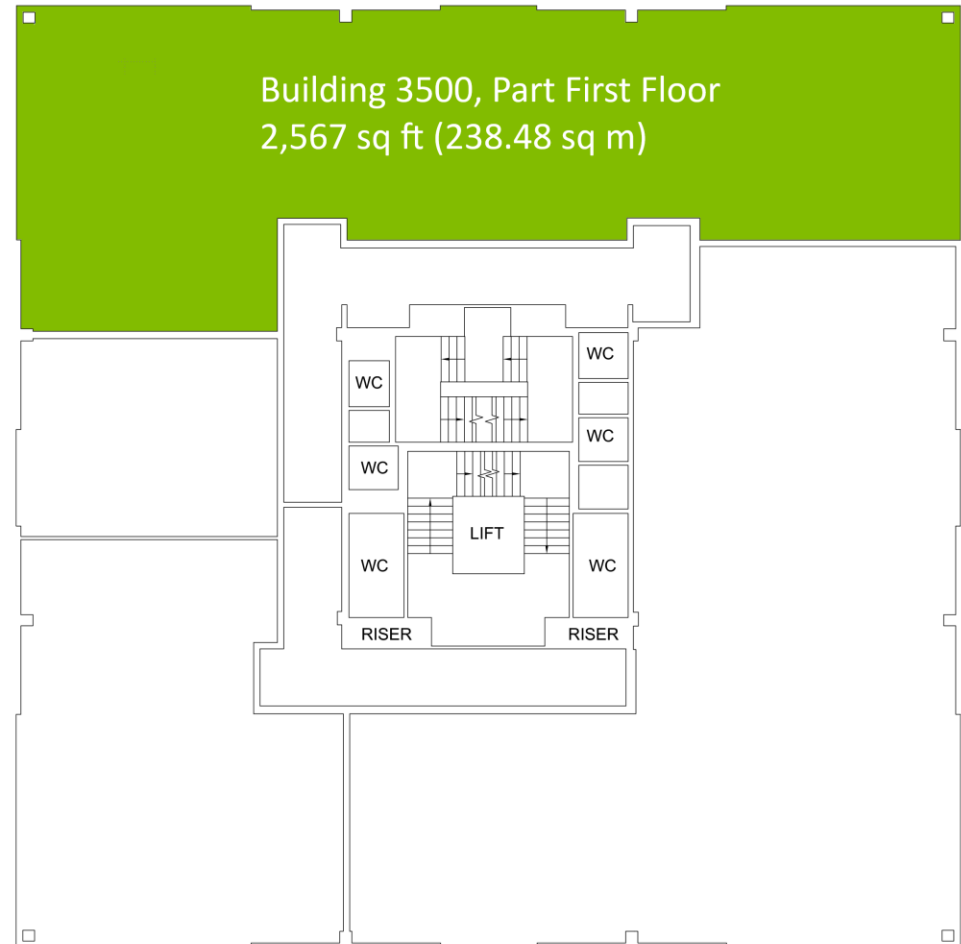 Building 3500, Part First Floor
2,567 sq ft (238.48 sq m)
WC
WC
WC
WC
LIFT
WC
WC
RISER
RISER